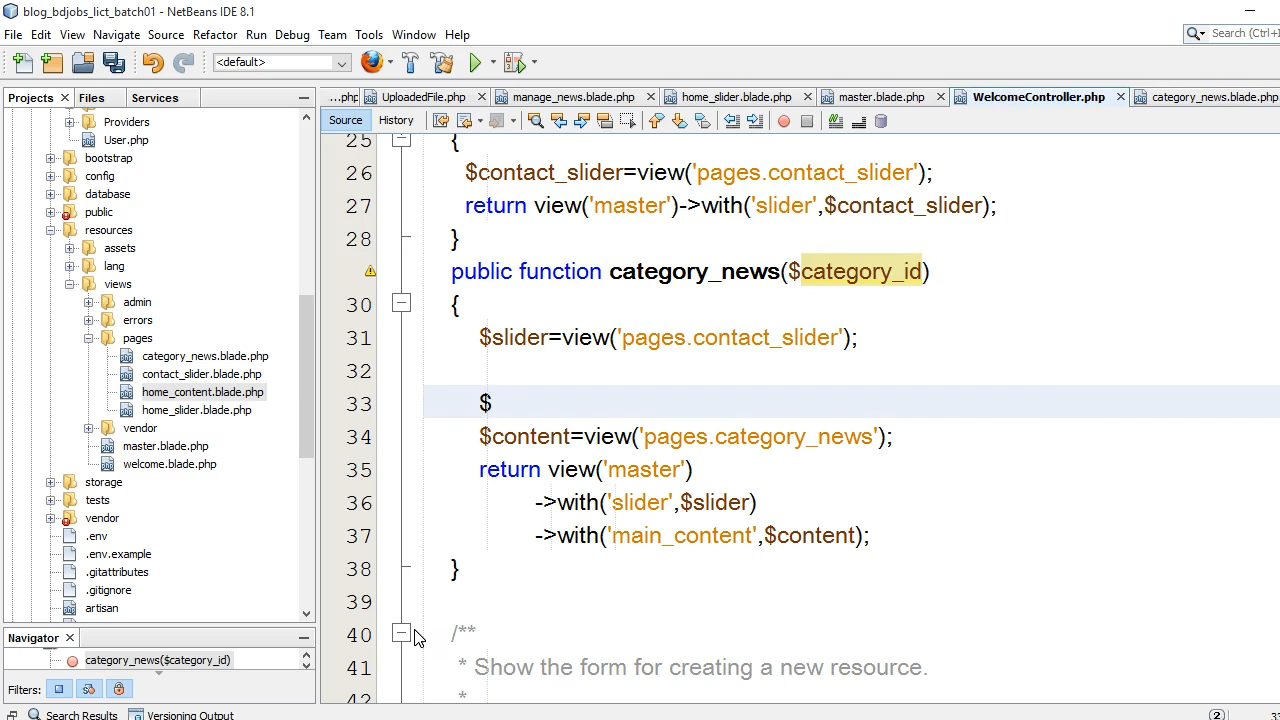 blog_bdjobs_lict_batch01 - NetBeans IDE 8.1
File Edit View Navigate Source Refactor Run Debug Team Tools Window Help
<default>
Search (Ctrl+I
Projects Files Services
...php UploadedFile.php manage_news.blade.php home_slider.blade.php master.blade.php WelcomeController.php category_news.blade.php
Source History
Providers
User.php
bootstrap
config
database
public
resources
assets
lang
views
admin
errors
pages
category_news.blade.php
contact_slider.blade.php
home_content.blade.php
home_slider.blade.php
vendor
master.blade.php
welcome.blade.php
storage
tests
vendor
.env
.env.example
.gitattributes
.gitignore
artisan
Navigator
category_news($category_id)
Filters:
25 {
26 $contact_slider=view('pages.contact_slider');
27 return view('master')->with('slider',$contact_slider);
28 }
public function category_news($category_id)
30 {
31 $slider=view('pages.contact_slider');
32
33 $
34 $content=view('pages.category_news');
35 return view('master')
36 ->with('slider',$slider)
37 ->with('main_content',$content);
38 }
39
40 /**
41 * Show the form for creating a new resource.
42 *
Search Results Versioning Output
2